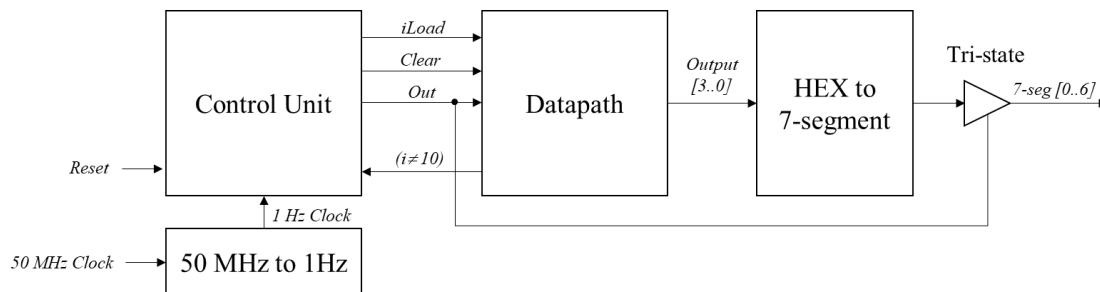 iLoad
Clear
Out
(i≠10)
Control Unit
Datapath
Output
[3..0]
HEX to
7-segment
Tri-state
7-seg [0..6]
Reset
1 Hz Clock
50 MHz Clock
50 MHz to 1Hz